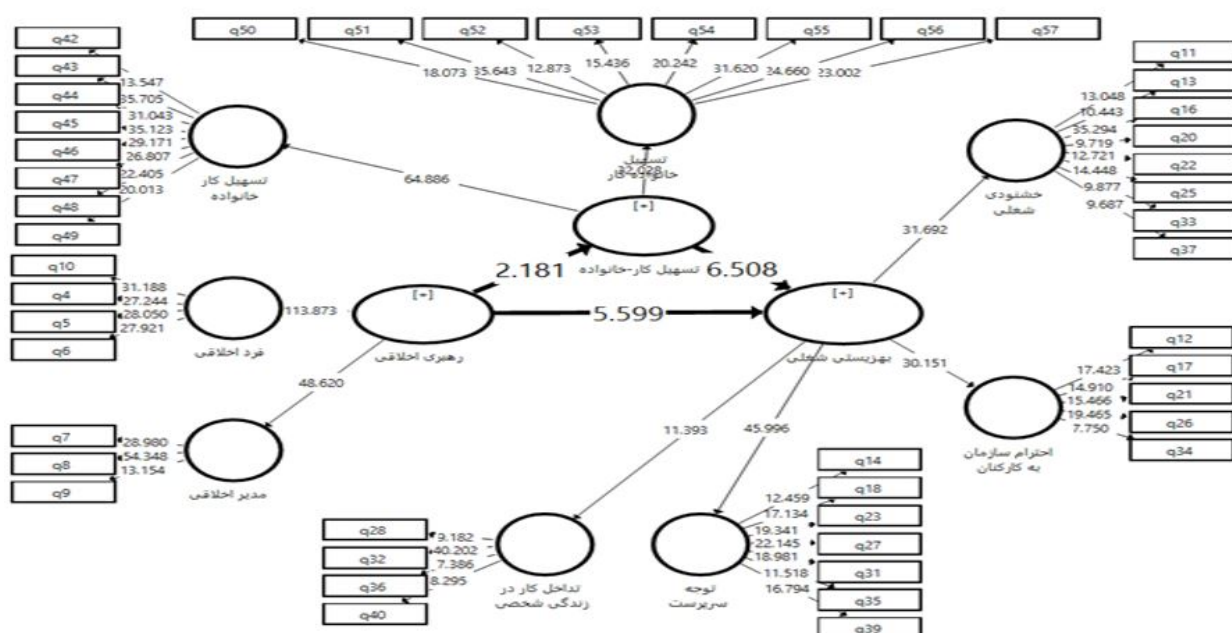 q50
q51
q52
q53
q54
q55
q56
q57
18.073
35.643
12.873
15.436
20.242
31.620
24.660
23.002
q42
q43
q44
q45
q46
q47
q48
q49
13.547
35.705
31.043
35.123
29.171
26.807
22.405
20.013
تسهیل کار
خانواده
64.886
تسهیل
خانواده-کار
[+]
تسهیل کار-خانواده
q11
q13
q16
q20
q22
q25
q33
q37
13.048
10.443
35.294
9.719
12.721
14.448
9.877
9.687
خشنودی
شغلی
31.692
2.181
6.508
5.599
q10
q4
q5
q6
31.188
27.244
28.050
27.921
فرد اخلاقی
113.873
[+]
رهبری اخلاقی
48.620
[+]
بهزیستی شغلی
30.151
q7
q8
q9
28.980
54.348
13.154
مدیر اخلاقی
11.393
45.996
q12
q17
q21
q26
q34
17.423
14.910
15.466
19.465
7.750
احترام سازمان
به کارکنان
q28
q32
q36
q40
9.182
40.202
7.386
8.295
تداخل کار در
زندگی شخصی
q14
q18
q23
q27
q31
q35
q39
12.459
17.134
19.341
22.145
18.981
11.518
16.794
توجه
سرپرست